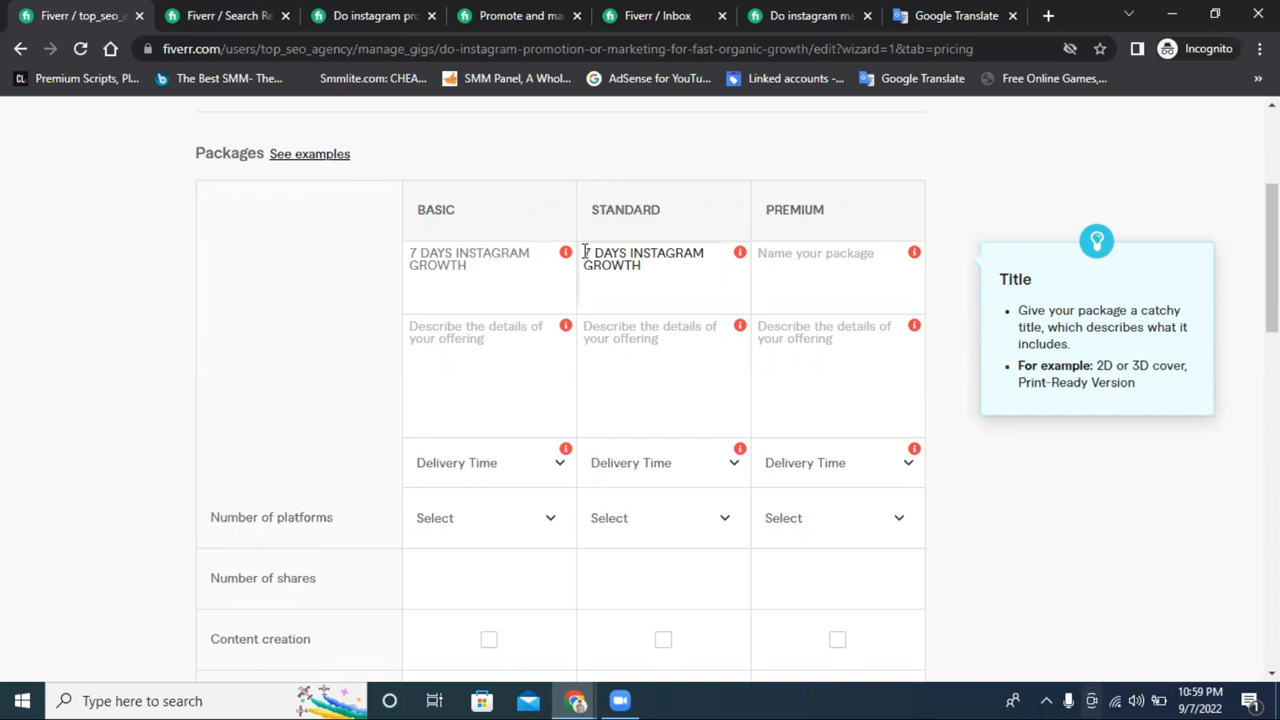 Fiverr / top_seo_a
Fiverr / Search Re
Do instagram pro
Promote and ma
Fiverr / Inbox
Do instagram ma
Google Translate
fiverr.com/users/top_seo_agency/manage_gigs/do-instagram-promotion-or-marketing-for-fast-organic-growth/edit?wizard=1&tab=pricing
Incognito
Premium Scripts, Pl...
The Best SMM- The...
Smmlite.com: CHEA...
SMM Panel, A Whol...
AdSense for YouTu...
Linked accounts -...
Google Translate
Free Online Games,...
Packages See examples
BASIC STANDARD PREMIUM
7 DAYS INSTAGRAM
GROWTH
7 DAYS INSTAGRAM
GROWTH
Name your package
Describe the details of
your offering
Describe the details of
your offering
Describe the details of
your offering
Delivery Time Delivery Time Delivery Time
Number of platforms Select Select Select
Number of shares
Content creation
Title
Give your package a catchy
title, which describes what it
includes.
For example: 2D or 3D cover,
Print-Ready Version
Type here to search
10:59 PM
9/7/2022
1